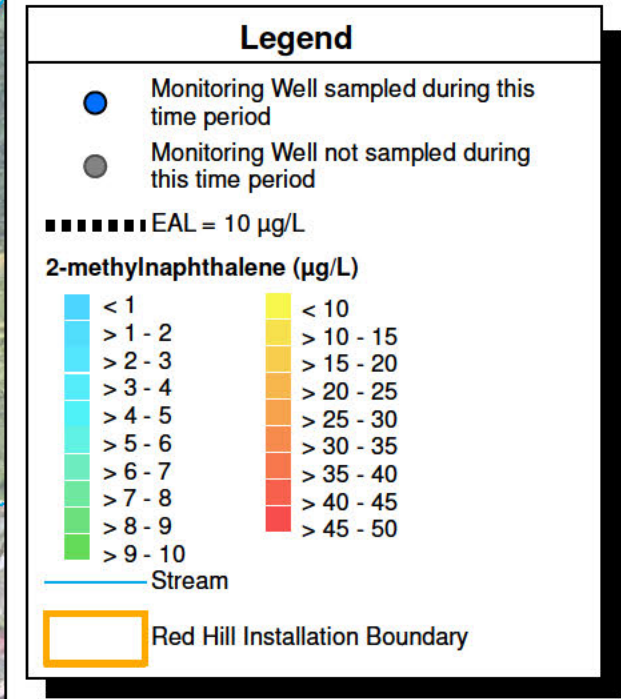 Legend
Monitoring Well sampled during this
time period
Monitoring Well not sampled during
this time period
EAL = 10 µg/L
2-methylnaphthalene (µg/L)
< 1
> 1 - 2
> 2 - 3
> 3 - 4
> 4 - 5
> 5 - 6
> 6 - 7
> 7 - 8
> 8 - 9
> 9 - 10
< 10
> 10 - 15
> 15 - 20
> 20 - 25
> 25 - 30
> 30 - 35
> 35 - 40
> 40 - 45
> 45 - 50
Stream
Red Hill Installation Boundary